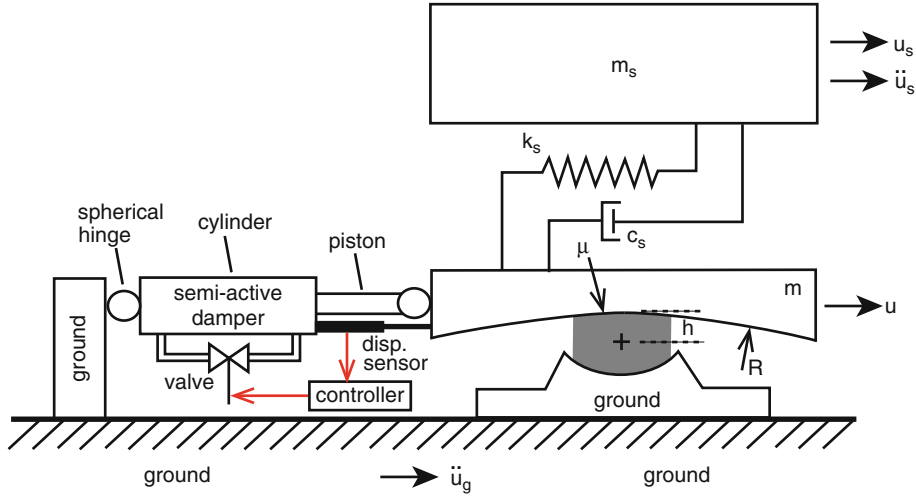 u_s
m_s
ü_s
k_s
spherical
hinge
cylinder
c_s
piston
μ
semi-active
damper
m
u
h
ground
disp.
sensor
valve
R
controller
ground
ground
ü_g
ground